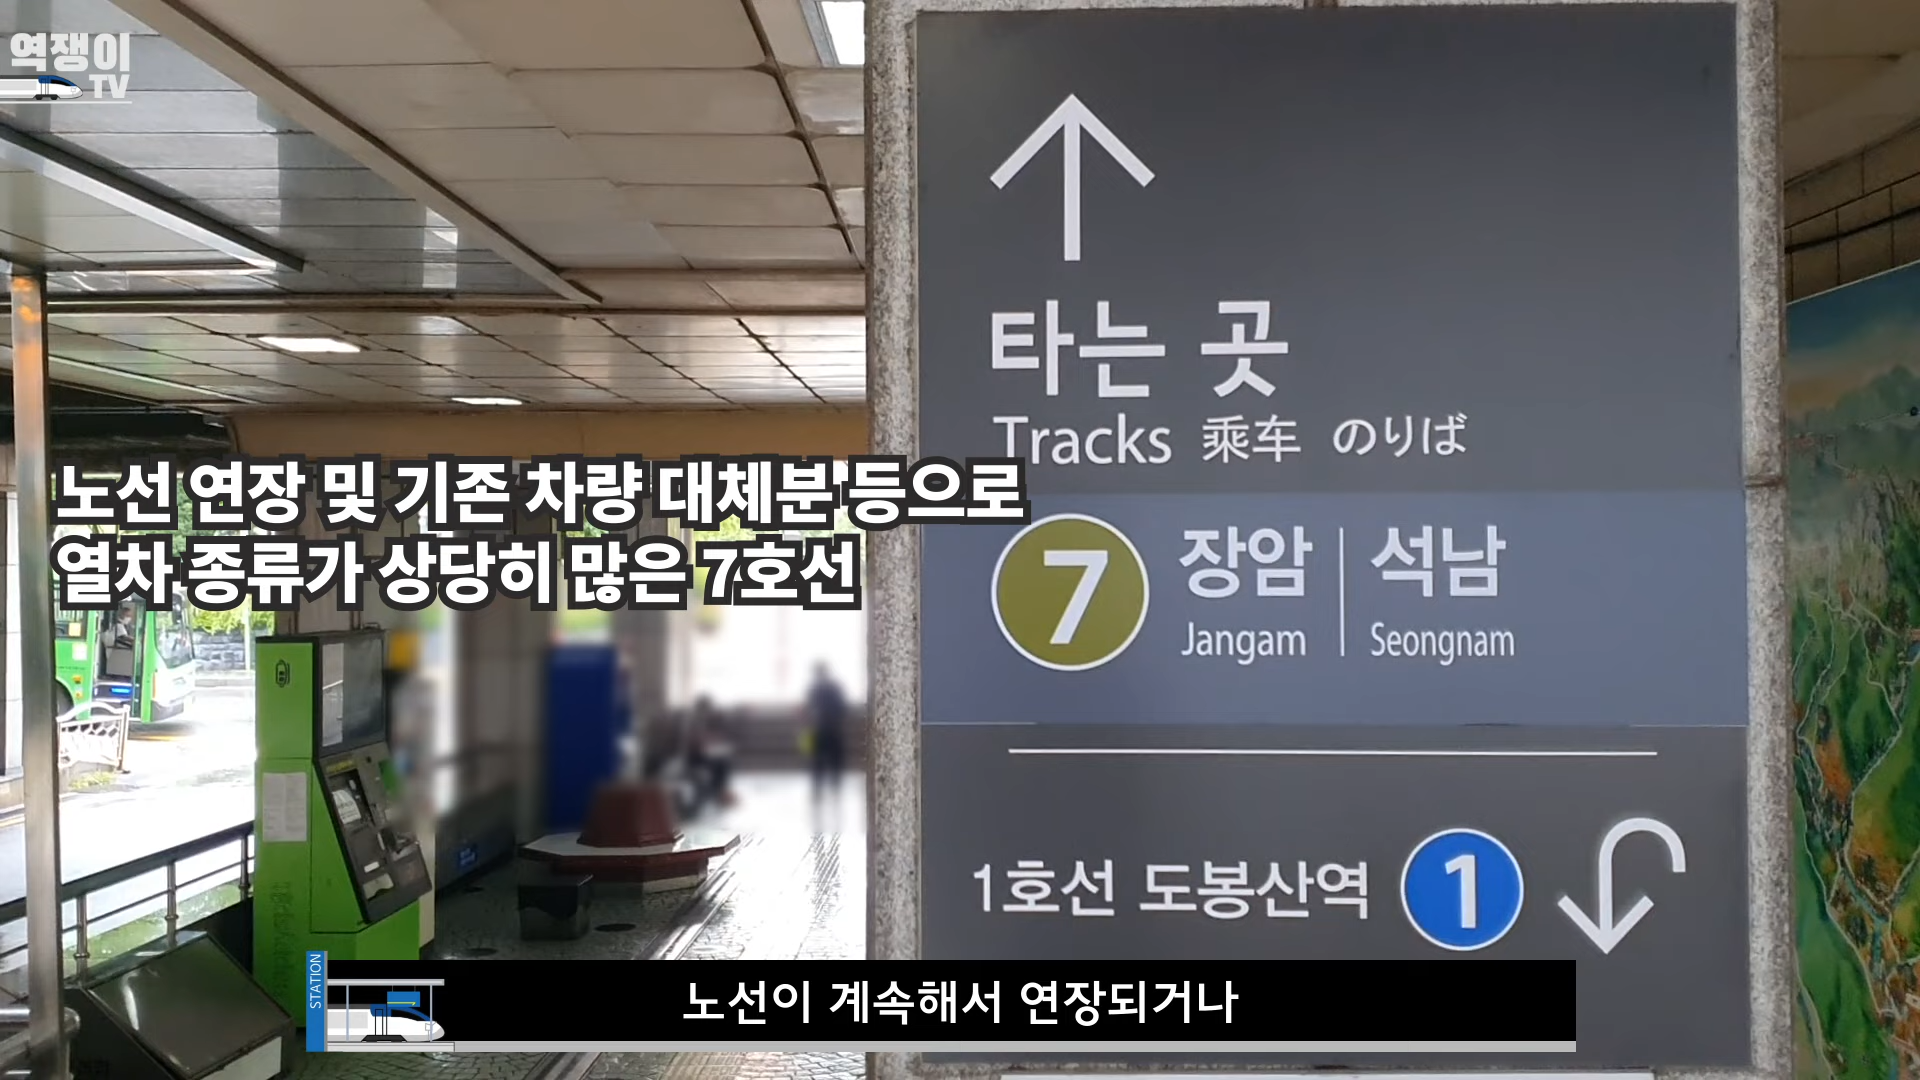 역쟁이
TV
타는 곳
Tracks 乘车 のりば
노선 연장 및 기존 차량 대체분 등으로
열차 종류가 상당히 많은 7호선
7 장암 석남
Jangam Seongnam
1호선 도봉산역 1
STATION
노선이 계속해서 연장되거나